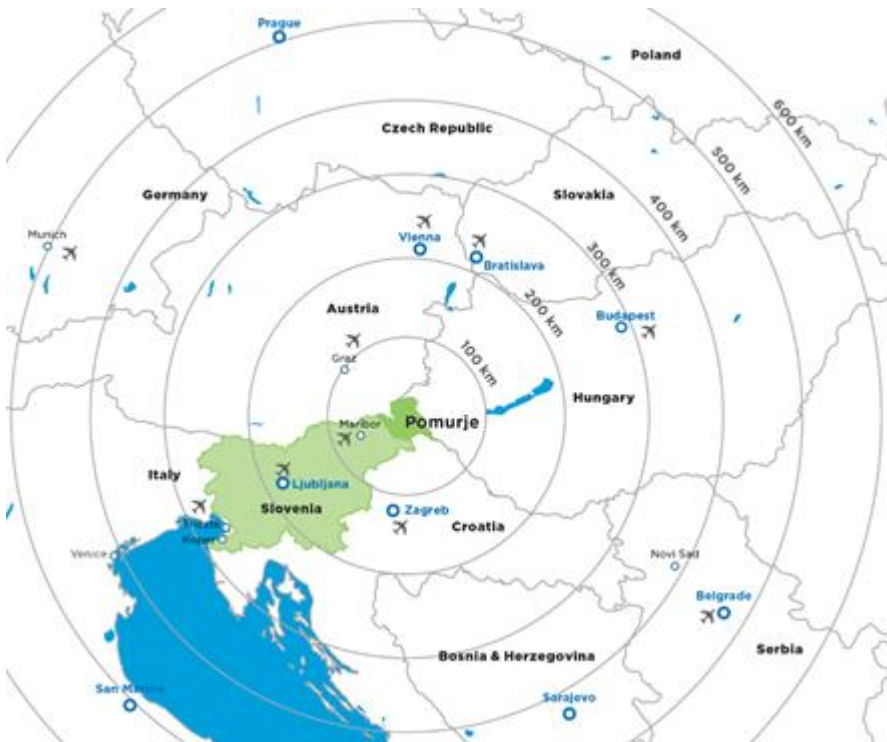 Prague
Poland
600 km
Czech Republic
500 km
Germany
Slovakia
400 km
Munich
Vienna
Bratislava
300 km
200 km
Austria
Budapest
100 km
Graz
Hungary
Maribor
Pomurje
Italy
Ljubljana
Slovenia
Zagreb
Croatia
Trieste
Koper
Venice
Novi Sad
Belgrade
Bosnia & Herzegovina
Serbia
San Marino
Sarajevo